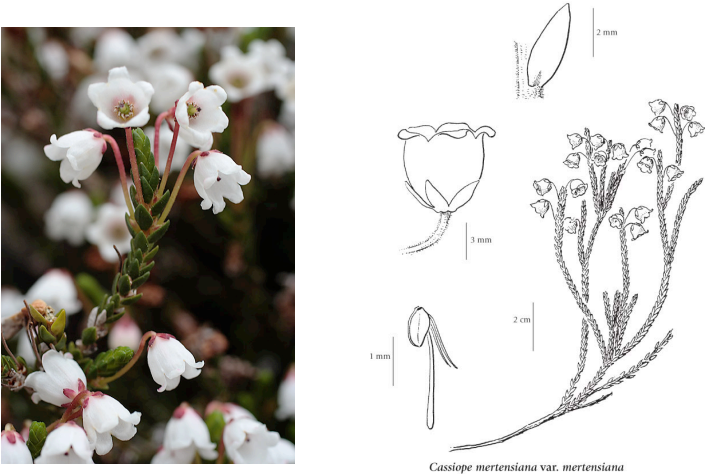 2 mm
3 mm
2 cm
1 mm
Cassiope mertensiana var. mertensiana